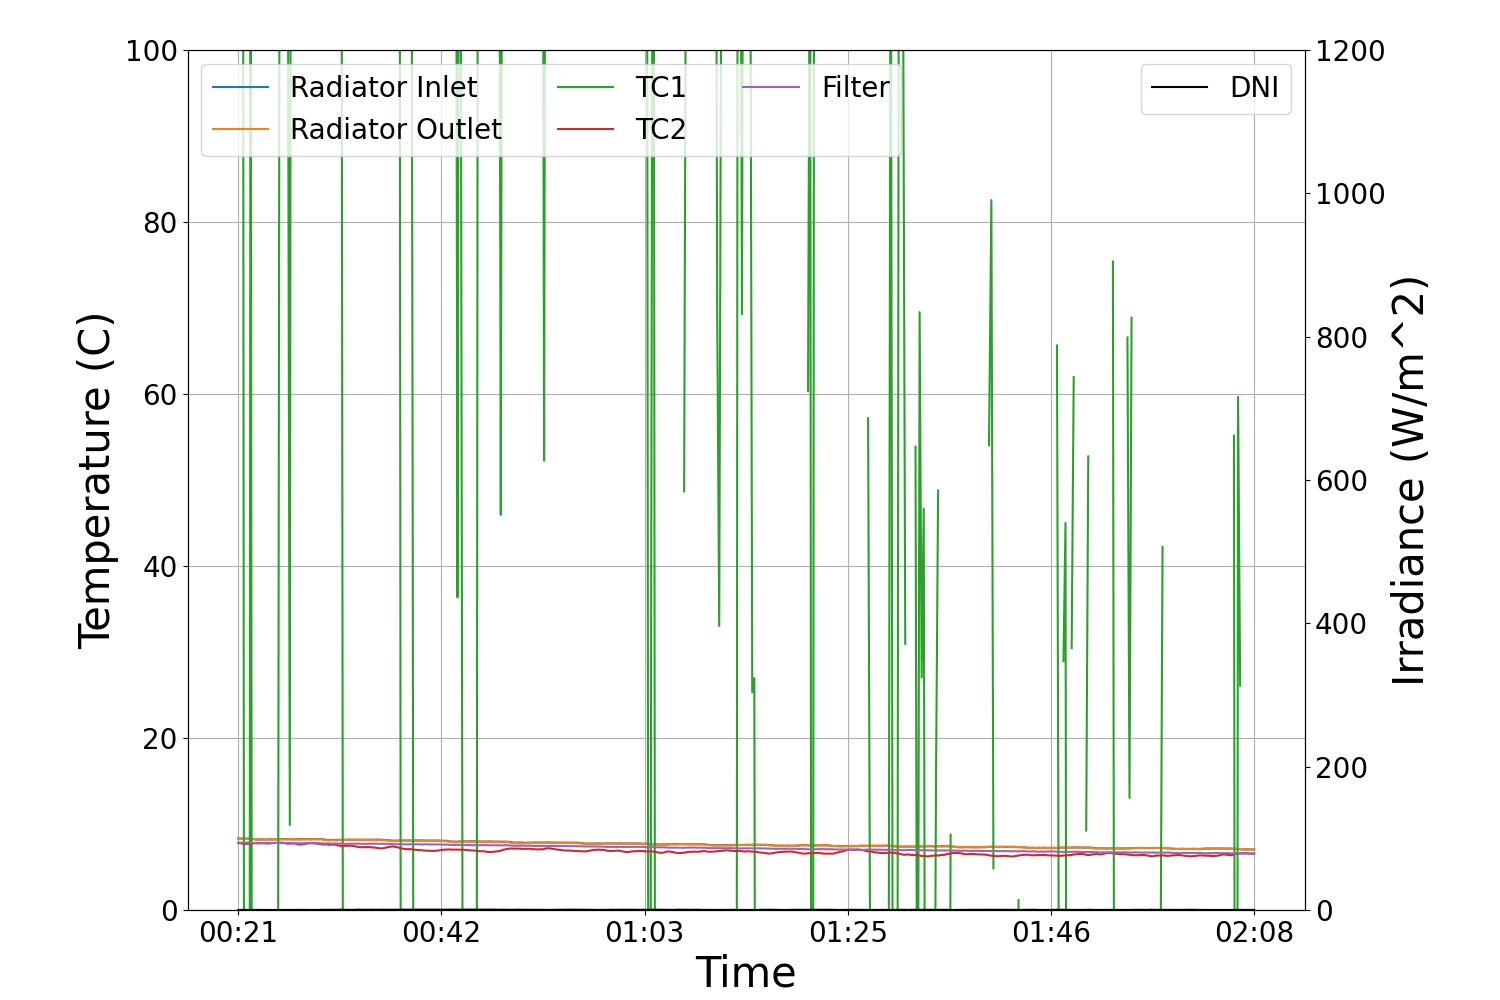 100
80
60
40
20
0
Temperature (C)
Radiator Inlet
Radiator Outlet
TC1
TC2
Filter
DNI
1200
1000
800
600
400
200
0
Irradiance (W/m^2)
00:21 00:42 01:03 01:25 01:46 02:08
Time